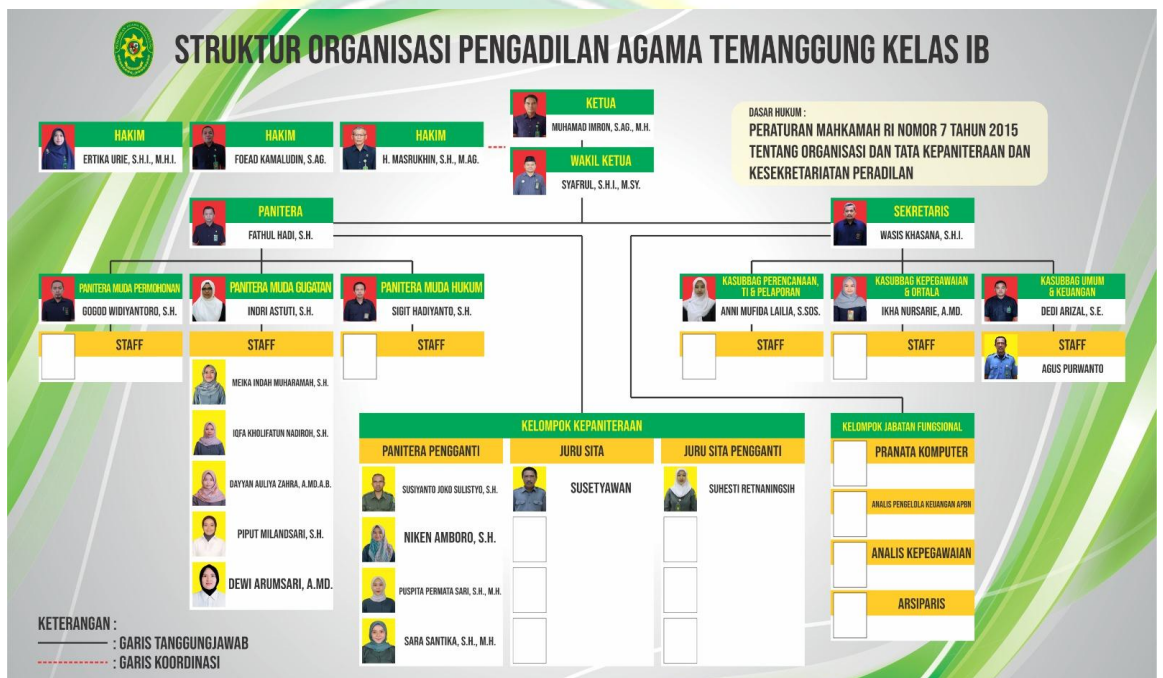 STRUKTUR ORGANISASI PENGADILAN AGAMA TEMANGGUNG KELAS IB
KETUA
MUHAMAD IMRON, S.AG., M.H.
WAKIL KETUA
SYAFRUL, S.H.I., M.SY.
DASAR HUKUM :
PERATURAN MAHKAMAH RI NOMOR 7 TAHUN 2015
TENTANG ORGANISASI DAN TATA KEPANITERAAN DAN
KESEKRETARIATAN PERADILAN
HAKIM
ERTIKA URIE, S.H.I., M.H.I.
HAKIM
FOEAD KAMALUDIN, S.AG.
HAKIM
H. MASRUKHIN, S.H., M.AG.
PANITERA
FATHUL HADI, S.H.
SEKRETARIS
WASIS KHASANA, S.H.I.
PANITERA MUDA PERMOHONAN
GOGOD WIDIYANTORO, S.H.
STAFF
PANITERA MUDA GUGATAN
INDRI ASTUTI, S.H.
STAFF
MEIKA INDAH MUHARAMAH, S.H.
IQFA KHOLIFATUN NADIROH, S.H.
DAYYAN AULIYA ZAHRA, A.MD.A.B.
PIPUT MILANDSARI, S.H.
DEWI ARUMSARI, A.MD.
PANITERA MUDA HUKUM
SIGIT HADIYANTO, S.H.
STAFF
KASUBBAG PERENCANAAN,
TI & PELAPORAN
ANNI MUFIDA LAILIA, S.SOS.
STAFF
KASUBBAG KEPEGAWAIAN
& ORTALA
IKHA NURSARIE, A.MD.
STAFF
KASUBBAG UMUM
& KEUANGAN
DEDI ARIZAL, S.E.
STAFF
AGUS PURWANTO
KELOMPOK KEPANITERAAN
PANITERA PENGGANTI
SUSIYANTO JOKO SULISTYO, S.H.
NIKEN AMBORO, S.H.
PUSPITA PERMATA SARI, S.H., M.H.
SARA SANTIKA, S.H., M.H.
JURU SITA
SUSETYAWAN
JURU SITA PENGGANTI
SUHESTI RETNANINGSIH
KELOMPOK JABATAN FUNGSIONAL
PRANATA KOMPUTER
ANALIS PENGELOLA KEUANGAN APBN
ANALIS KEPEGAWAIAN
ARSIPARIS
KETERANGAN :
: GARIS TANGGUNGJAWAB
: GARIS KOORDINASI